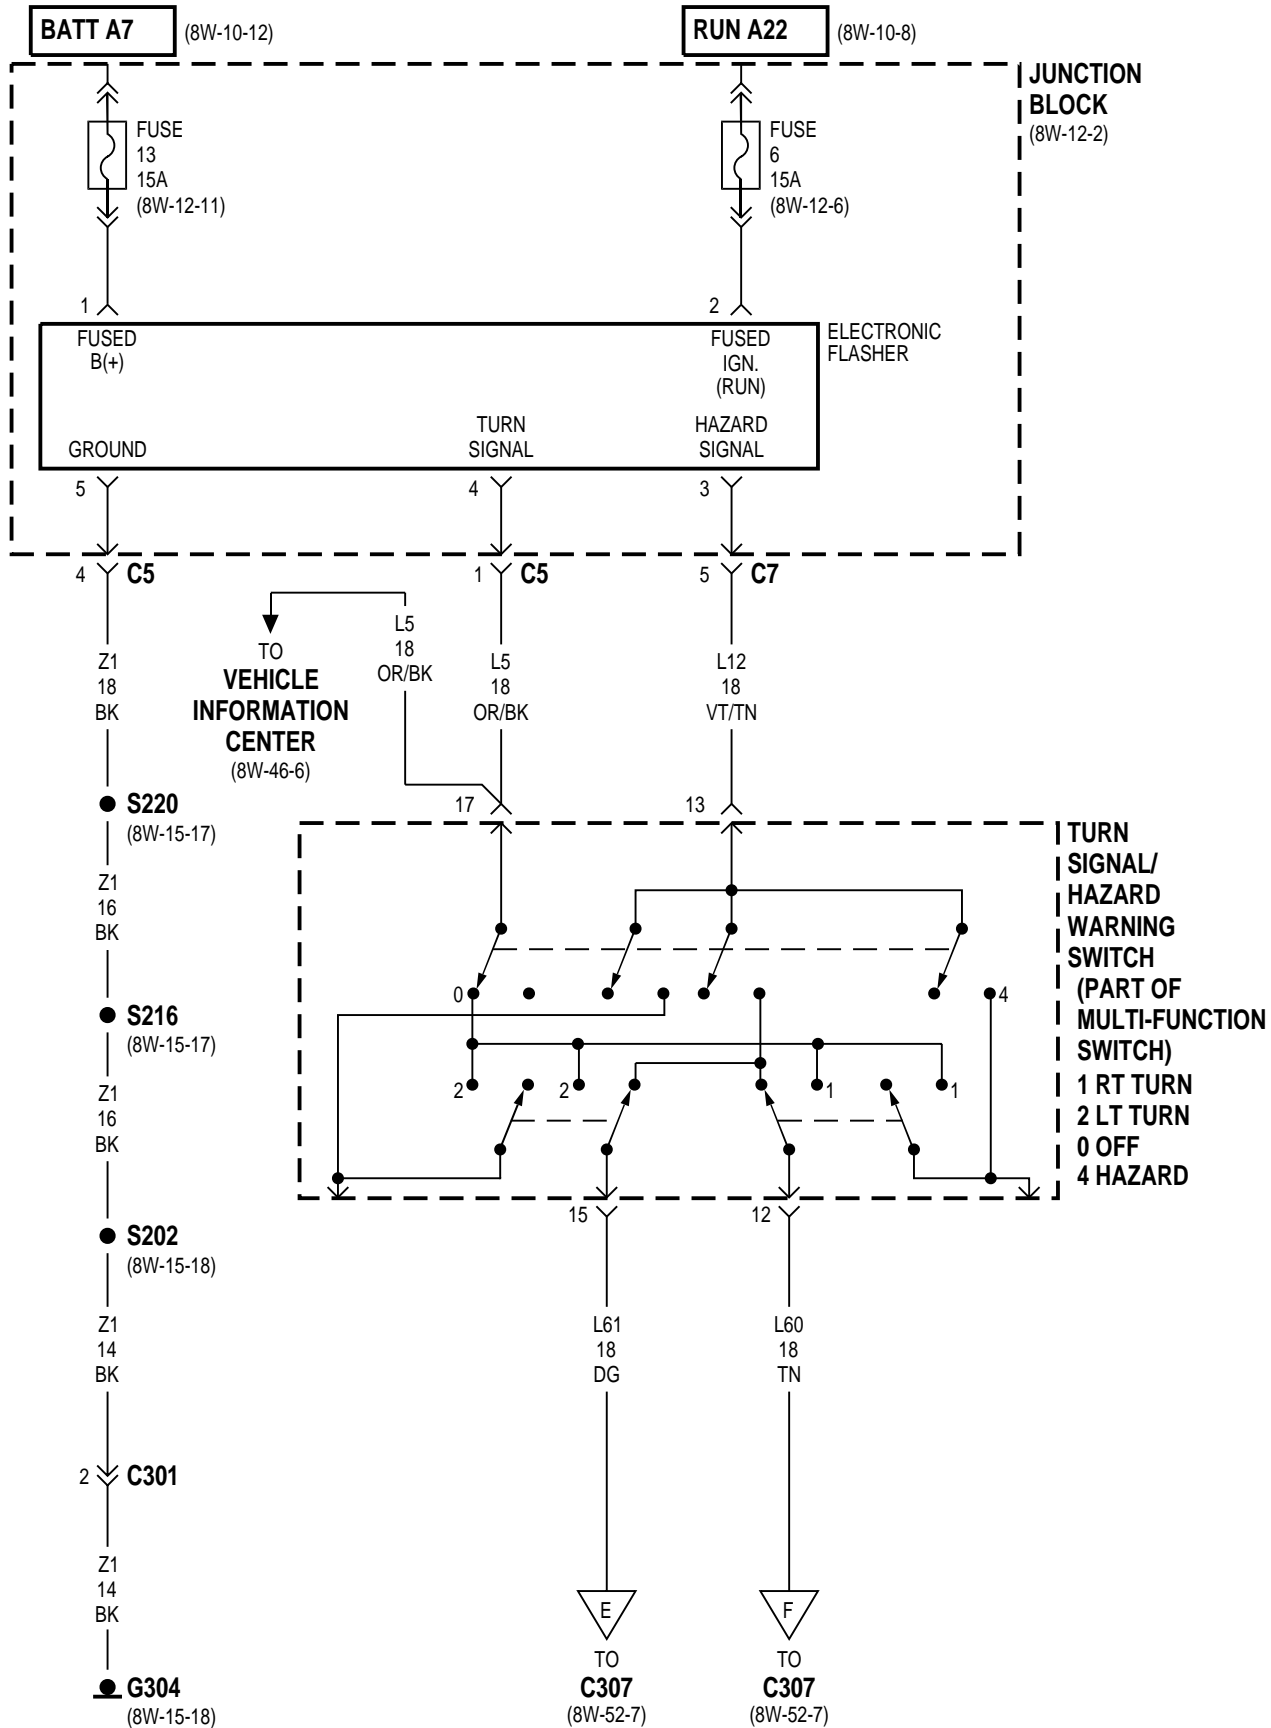 BATT A7
(8W-10-12)
RUN A22
(8W-10-8)
JUNCTION
BLOCK
(8W-12-2)
FUSE
13
15A
(8W-12-11)
FUSE
6
15A
(8W-12-6)
1
2
FUSED
B(+)
FUSED
IGN.
(RUN)
ELECTRONIC
FLASHER
GROUND
TURN
SIGNAL
HAZARD
SIGNAL
5
4
3
4
C5
1
C5
5
C7
TO
VEHICLE
INFORMATION
CENTER
(8W-46-6)
L5
18
OR/BK
Z1
18
BK
L5
18
OR/BK
L12
18
VT/TN
S220
(8W-15-17)
17
13
TURN
SIGNAL/
HAZARD
WARNING
SWITCH
(PART OF
MULTI-FUNCTION
SWITCH)
1 RT TURN
2 LT TURN
0 OFF
4 HAZARD
Z1
16
BK
0
4
S216
(8W-15-17)
2
2
1
1
Z1
16
BK
15
12
S202
(8W-15-18)
Z1
14
BK
L61
18
DG
L60
18
TN
2
C301
Z1
14
BK
E
F
TO
C307
(8W-52-7)
TO
C307
(8W-52-7)
G304
(8W-15-18)